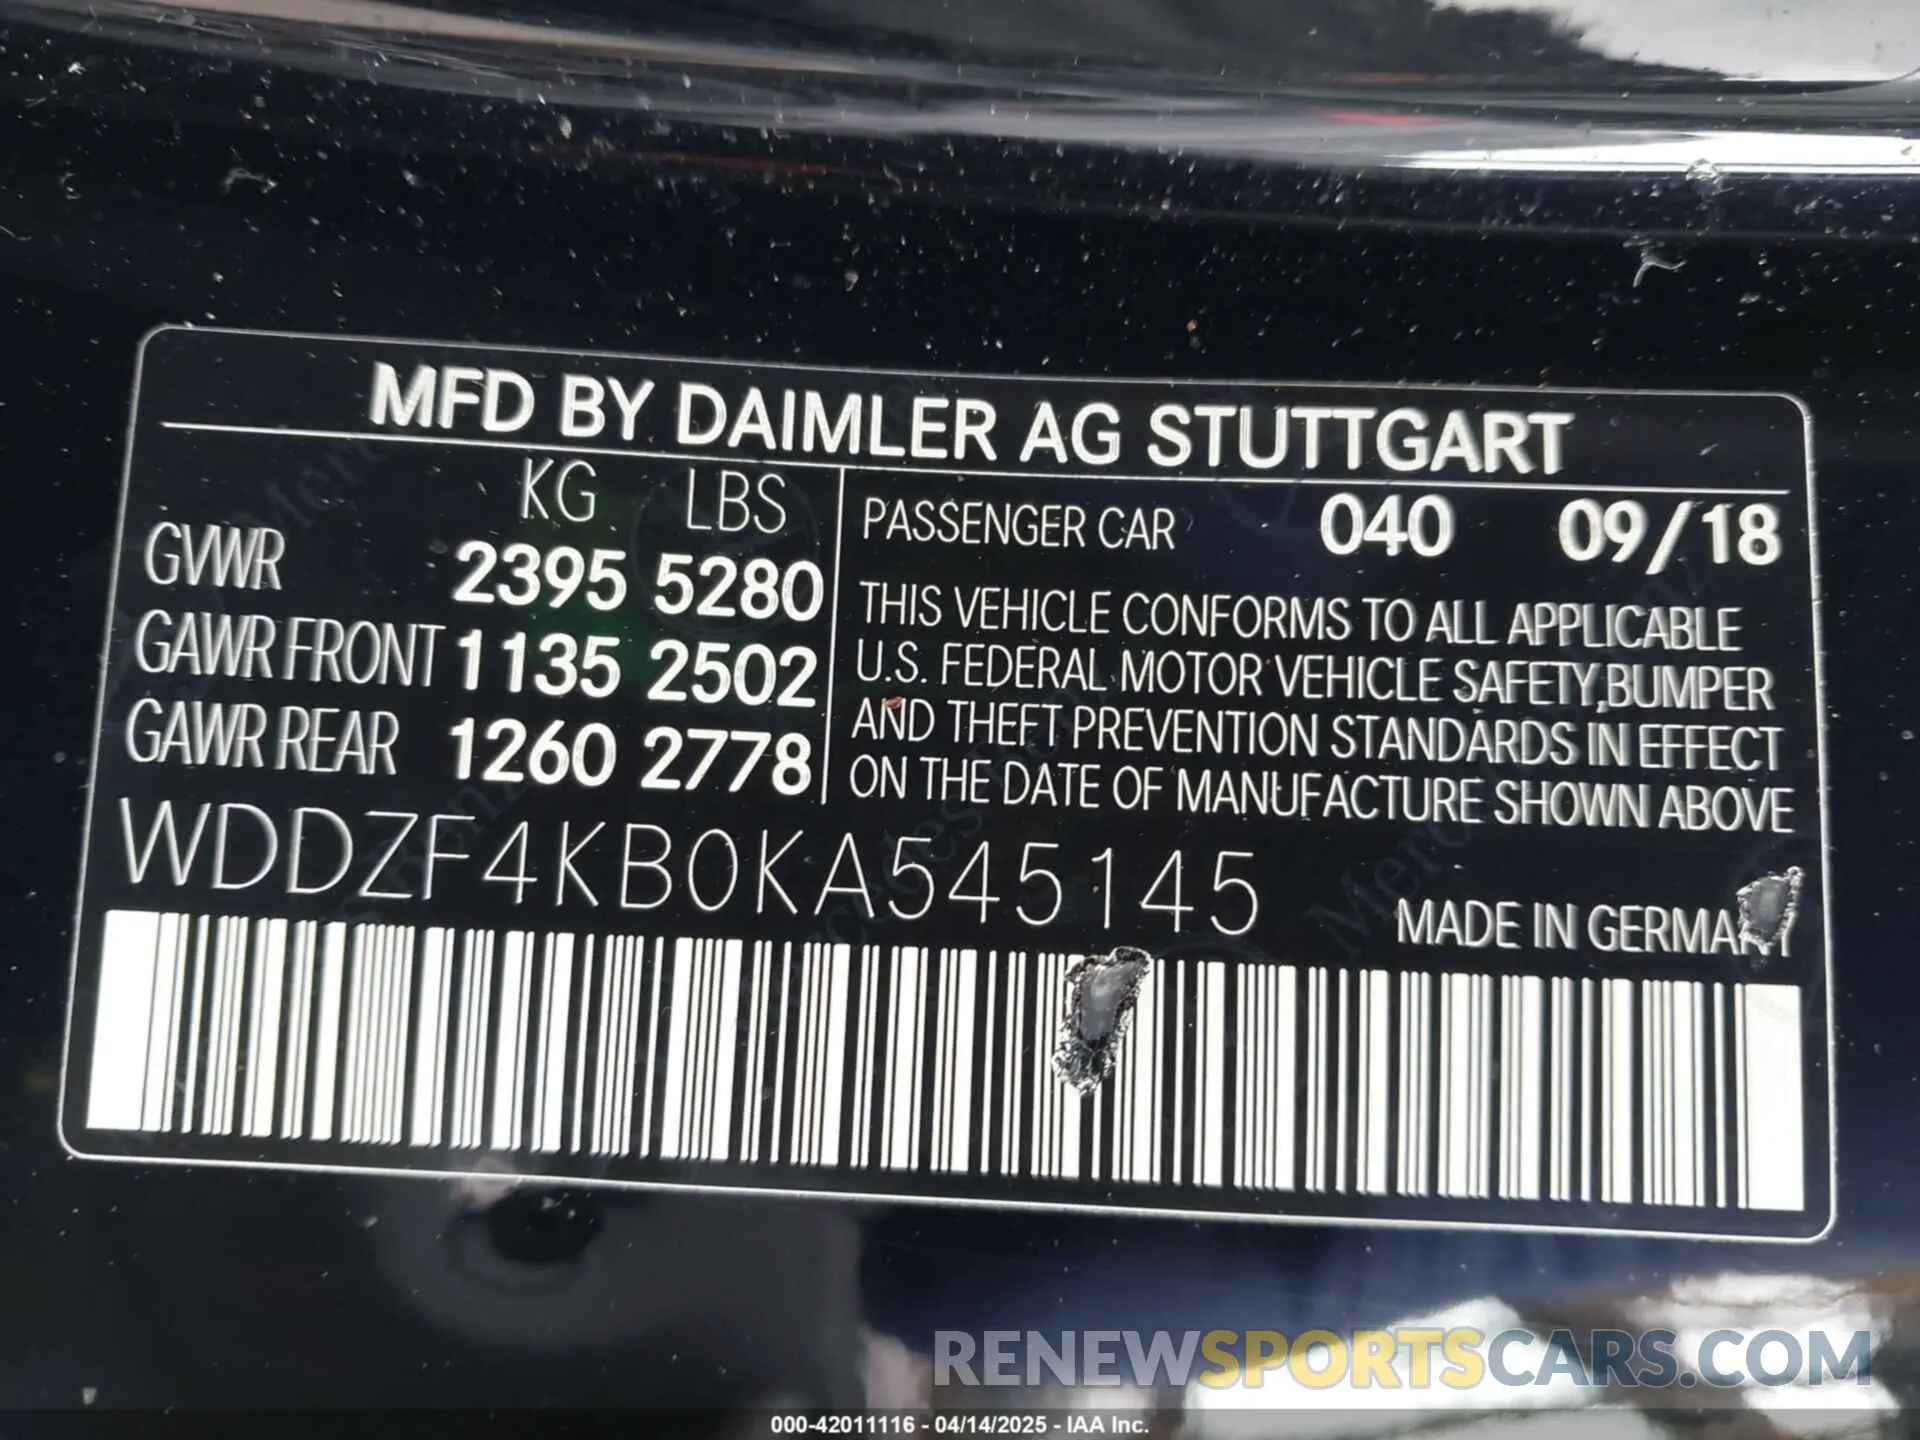 MFD BY DAIMLER AG STUTTGART
KG LBS
GVWR 2395 5280
GAWR FRONT 1135 2502
GAWR REAR 1260 2778
PASSENGER CAR 040 09/18
THIS VEHICLE CONFORMS TO ALL APPLICABLE
U.S. FEDERAL MOTOR VEHICLE SAFETY,BUMPER
AND THEFT PREVENTION STANDARDS IN EFFECT
ON THE DATE OF MANUFACTURE SHOWN ABOVE
WDDZF4KB0KA545145
MADE IN GERMANY
RENEWSPORTSCARS.COM
000-42011116 - 04/14/2025 - IAA Inc.